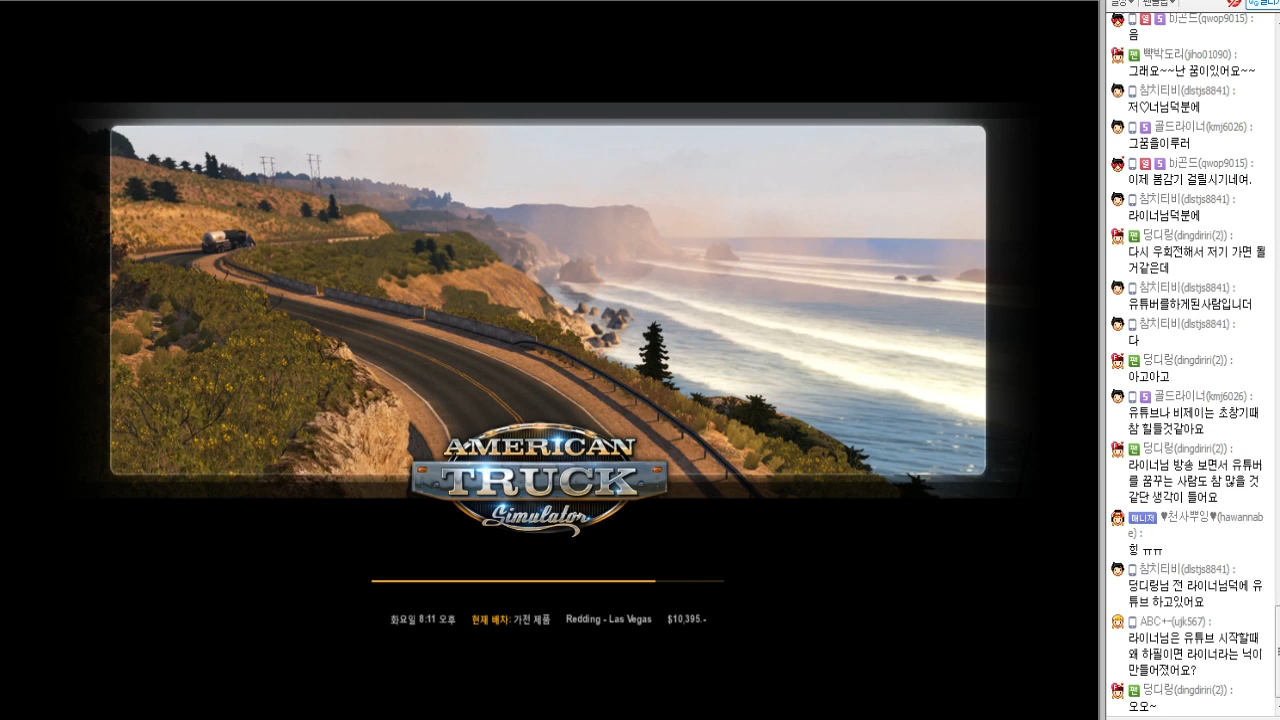 AMERICAN
TRUCK
Simulator
화요일 8:11 오후 현재 배차: 가전 제품 Redding - Las Vegas $10,395.-
bj곤드(qwop9015) :
음
빡박도리(jiho01090) :
그래요~~난 꿈이있어요~~
참치티비(dlstjs8841) :
저♡너님덕분에
골드라이너(kmj6026) :
그꿈을이루러
bj곤드(qwop9015) :
이제 봄감기 걸릴시기네여.
참치티비(dlstjs8841) :
라이너님덕분에
덩디링(dingdiriri(2)) :
다시 우회전해서 저기 가면 될
거같은데
참치티비(dlstjs8841) :
유튜버를하게된사람입니더
참치티비(dlstjs8841) :
다
덩디링(dingdiriri(2)) :
아고아고
골드라이너(kmj6026) :
유튜브나 비제이는 초창기때
참 힘들것같아요
덩디링(dingdiriri(2)) :
라이너님 방송 보면서 유튜버
를 꿈꾸는 사람도 참 많을 것
같단 생각이 들어요
매니저 ♥천사뿌잉♥(hawannab
e) :
힝 ㅠㅠ
참치티비(dlstjs8841) :
덩디링님 전 라이너님덕에 유
튜브 하고있어요
ABC+-(ujk567) :
라이너님은 유튜브 시작할때
왜 하필이면 라이너라는 닉이
만들어졌어요?
덩디링(dingdiriri(2)) :
오오~